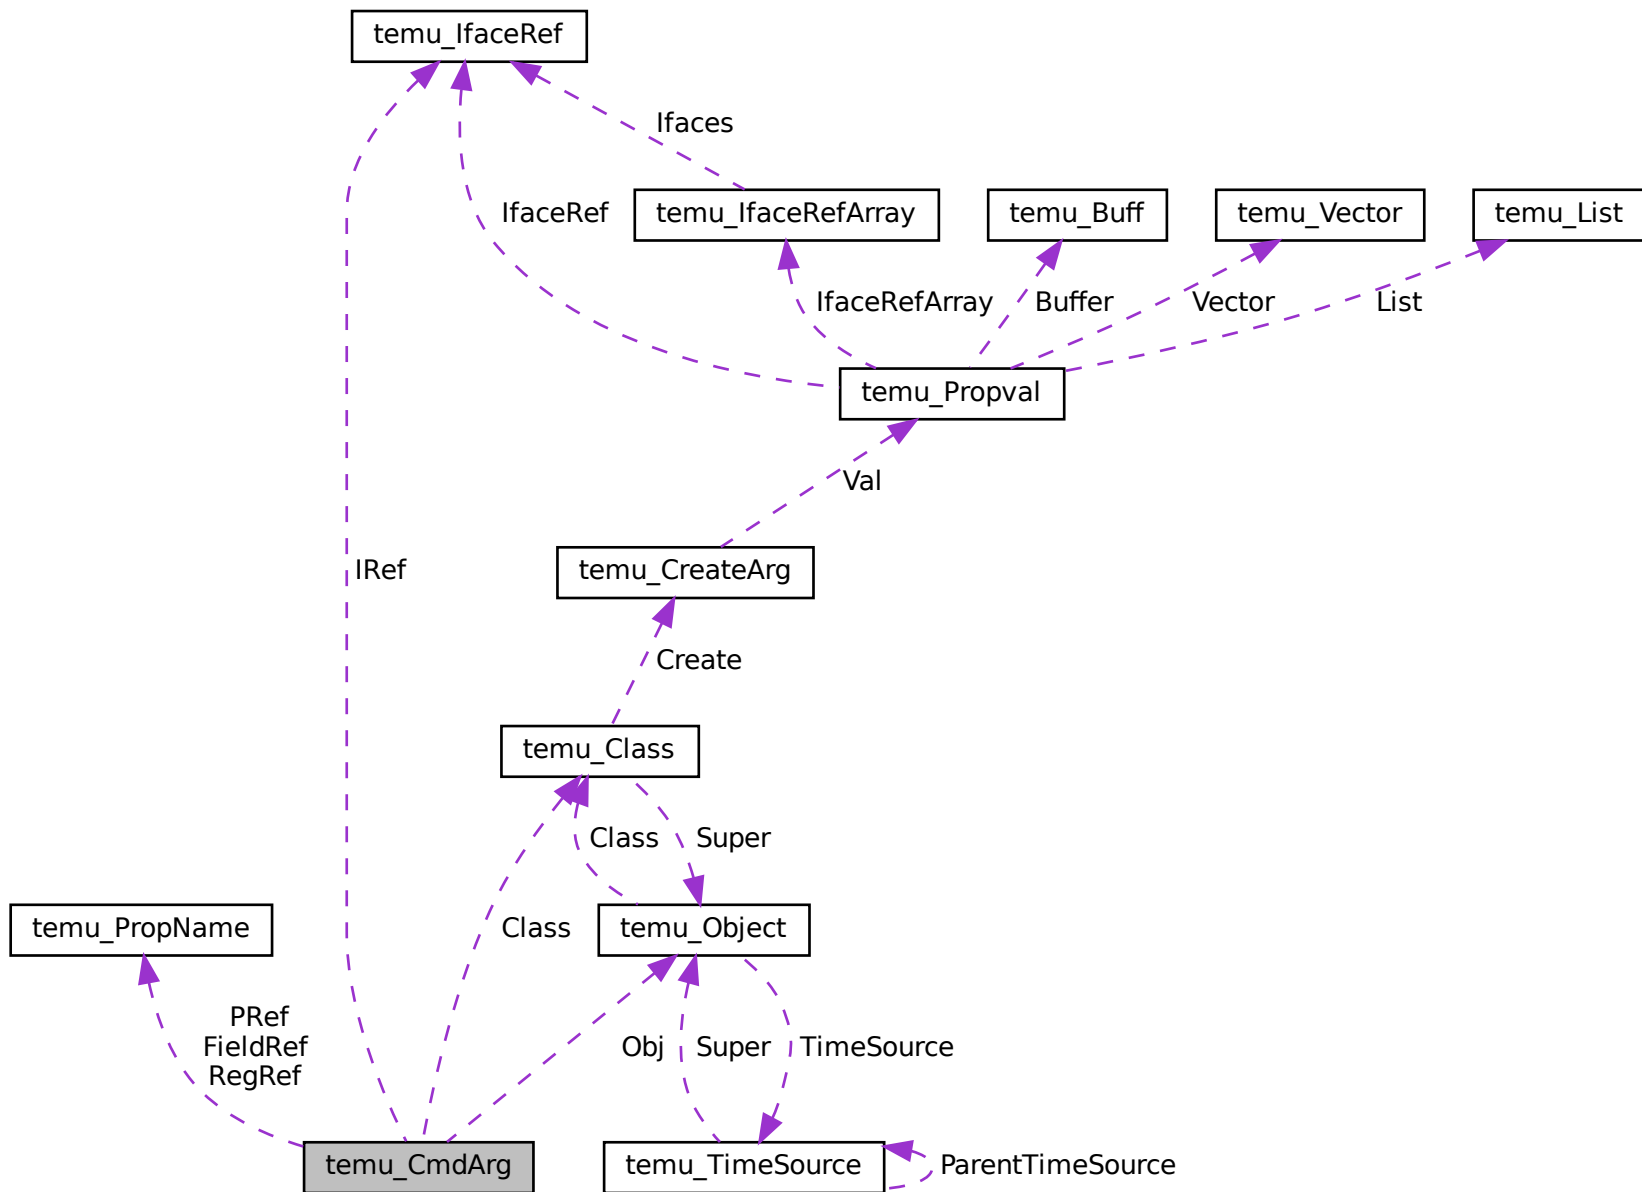 temu_IfaceRef
Ifaces
IfaceRef
temu_IfaceRefArray
temu_Buff
temu_Vector
temu_List
IfaceRefArray
Buffer
Vector
List
temu_Propval
Val
IRef
temu_CreateArg
Create
temu_Class
Class
Super
temu_PropName
Class
temu_Object
PRef
FieldRef
RegRef
Obj
Super
TimeSource
temu_CmdArg
temu_TimeSource
ParentTimeSource